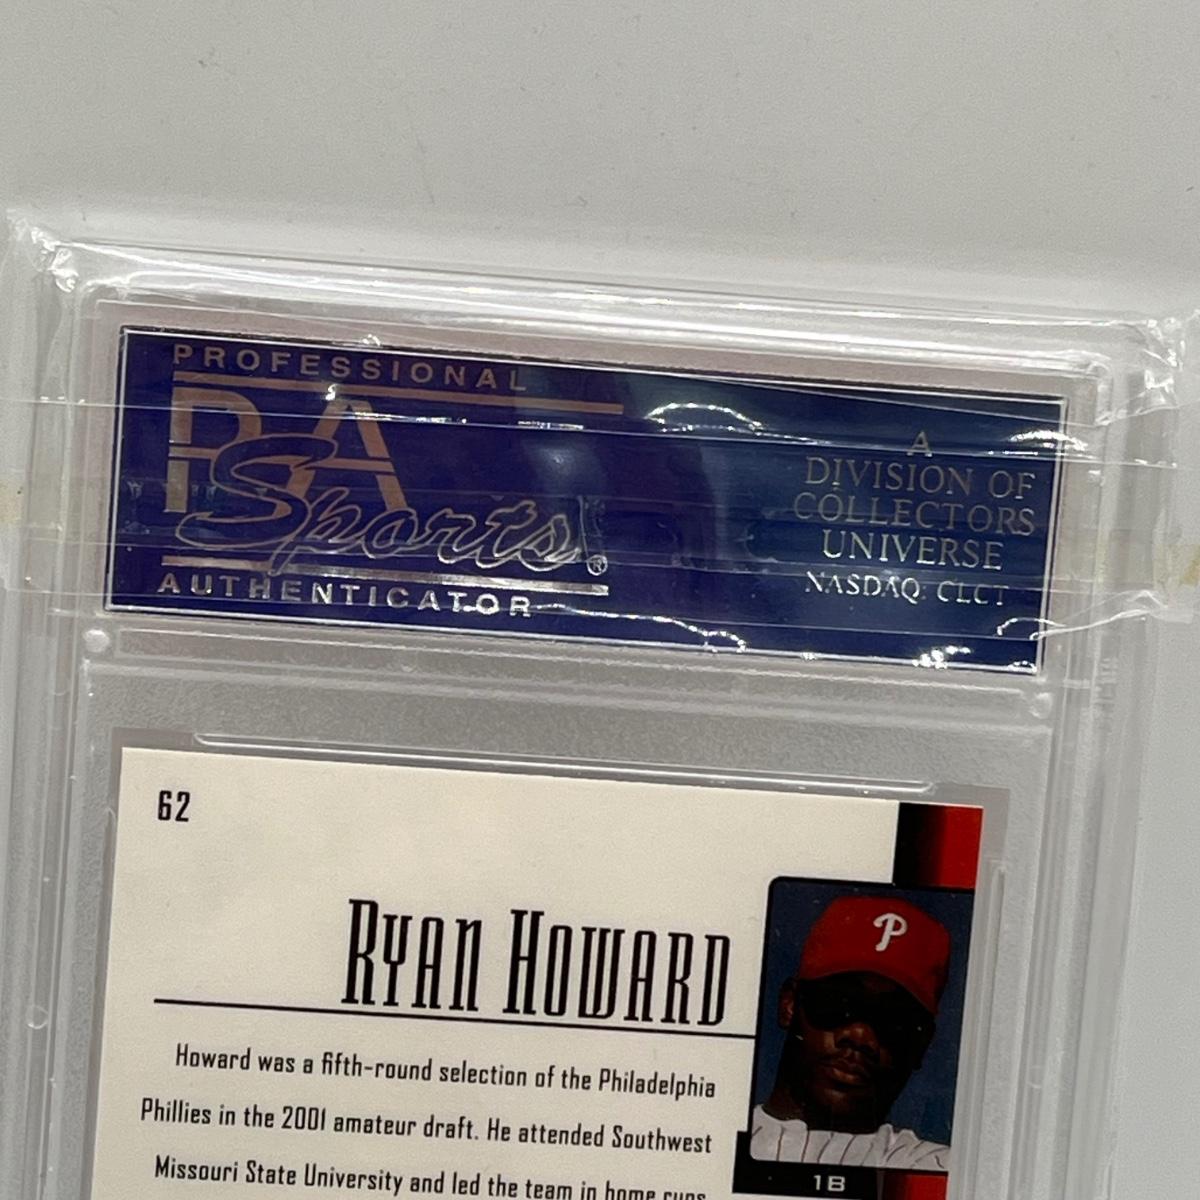 PROFESSIONAL
PSA
Sports®
AUTHENTICATOR
A
DIVISION OF
COLLECTORS
UNIVERSE
NASDAQ: CLCT
62
P
RYAN HOWARD
Howard was a fifth-round selection of the Philadelphia
Phillies in the 2001 amateur draft. He attended Southwest
Missouri State University and led the team in home runs
1B